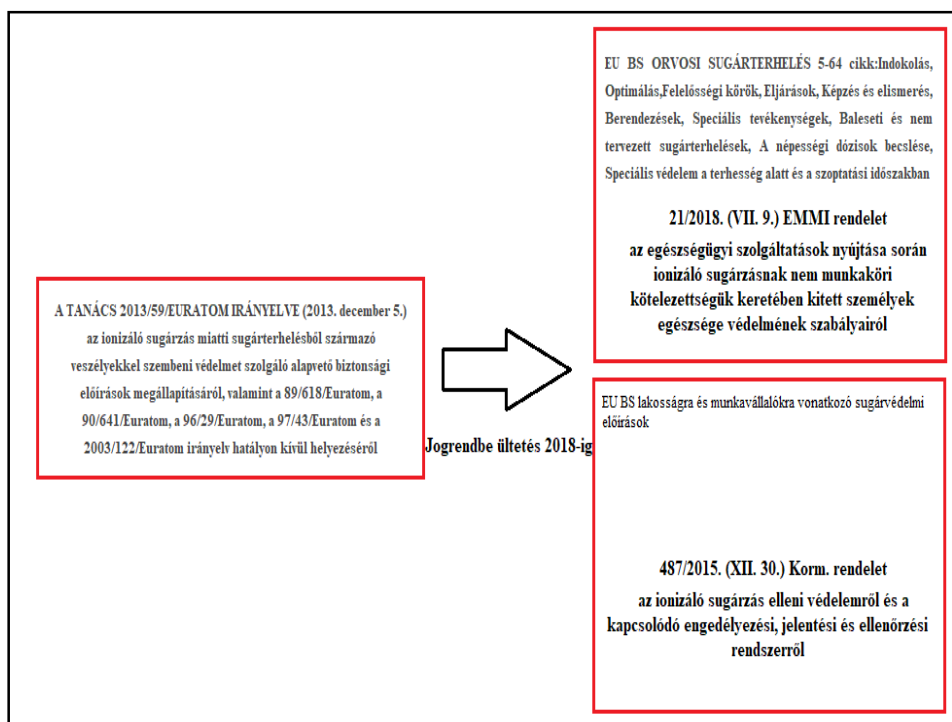 A TANÁCS 2013/59/EURATOM IRÁNYELVE (2013. december 5.)
az ionizáló sugárzás miatti sugárterhelésből származó
veszélyekkel szembeni védelmet szolgáló alapvető biztonsági
előírások megállapításáról, valamint a 89/618/Euratom, a
90/641/Euratom, a 96/29/Euratom, a 97/43/Euratom és a
2003/122/Euratom irányelv hatályon kívül helyezéséről
Jogrendbe ültetés 2018-ig
EU BS ORVOSI SUGÁRTERHELÉS 5-64 cikk:Indokolás,
Optimálás,Felelősségi körök, Eljárások, Képzés és elismerés,
Berendezések, Speciális tevékenységek, Baleseti és nem
tervezett sugárterhelések, A népességi dózisok becslése,
Speciális védelem a terhesség alatt és a szoptatási időszakban
21/2018. (VII. 9.) EMMI rendelet
az egészségügyi szolgáltatások nyújtása során
ionizáló sugárzásnak nem munkaköri
kötelezettségük keretében kitett személyek
egészsége védelmének szabályairól
EU BS lakosságra és munkavállalókra vonatkozó sugárvédelmi
előírások
487/2015. (XII. 30.) Korm. rendelet
az ionizáló sugárzás elleni védelemről és a
kapcsolódó engedélyezési, jelentési és ellenőrzési
rendszerről